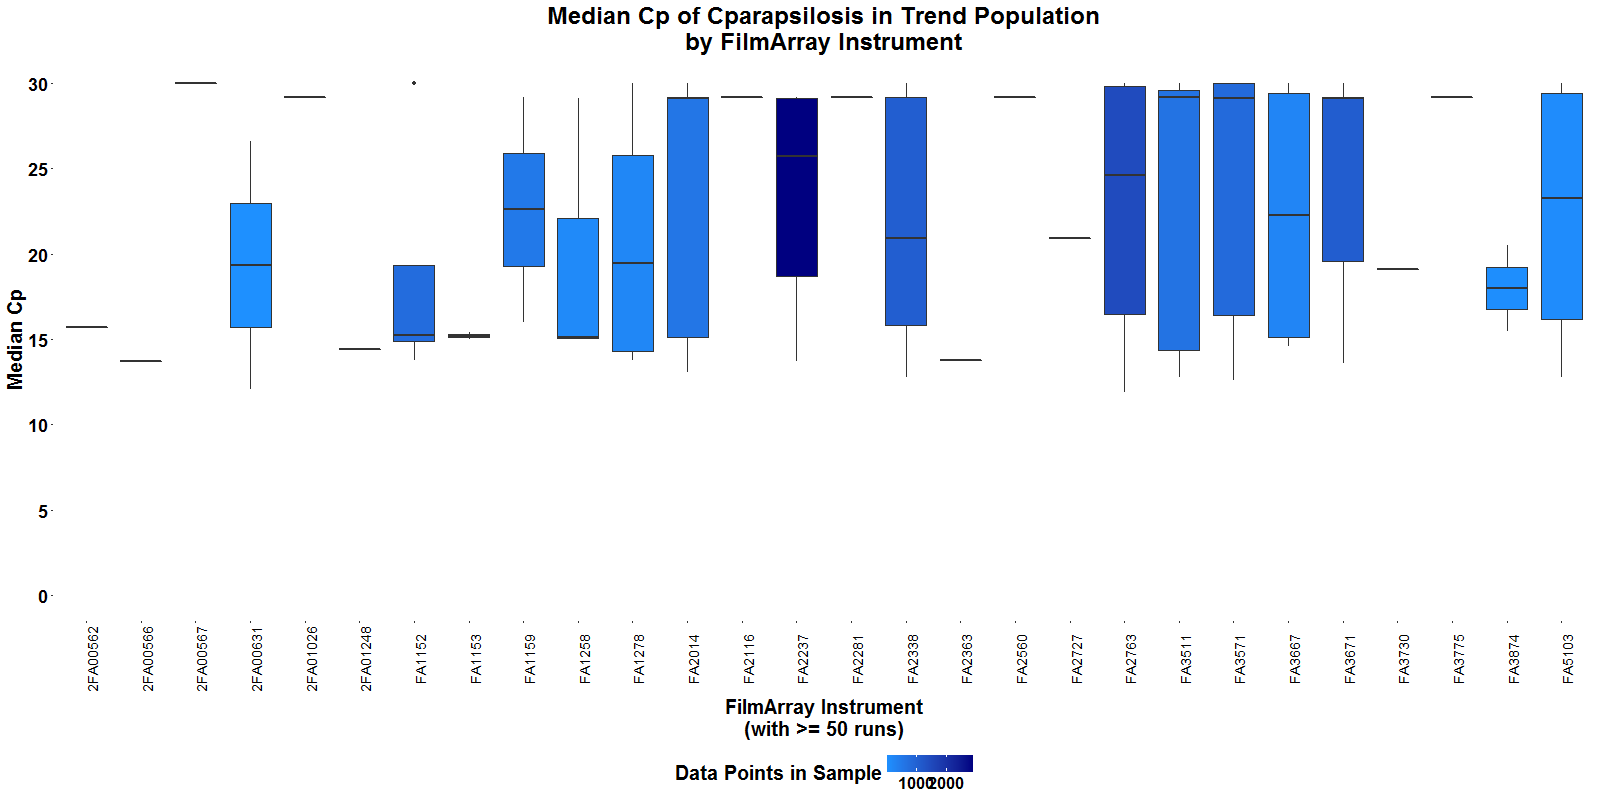 Median Cp of Cparapsilosis in Trend Population
by FilmArray Instrument
Median Cp
30
25
20
15
10
5
0
2FA00562
2FA00566
2FA00567
2FA00631
2FA01026
2FA01248
FA1152
FA1153
FA1159
FA1258
FA1278
FA2014
FA2116
FA2237
FA2281
FA2338
FA2363
FA2560
FA2727
FA2763
FA3511
FA3571
FA3667
FA3671
FA3730
FA3775
FA3874
FA5103
FilmArray Instrument
(with >= 50 runs)
Data Points in Sample
1000 2000